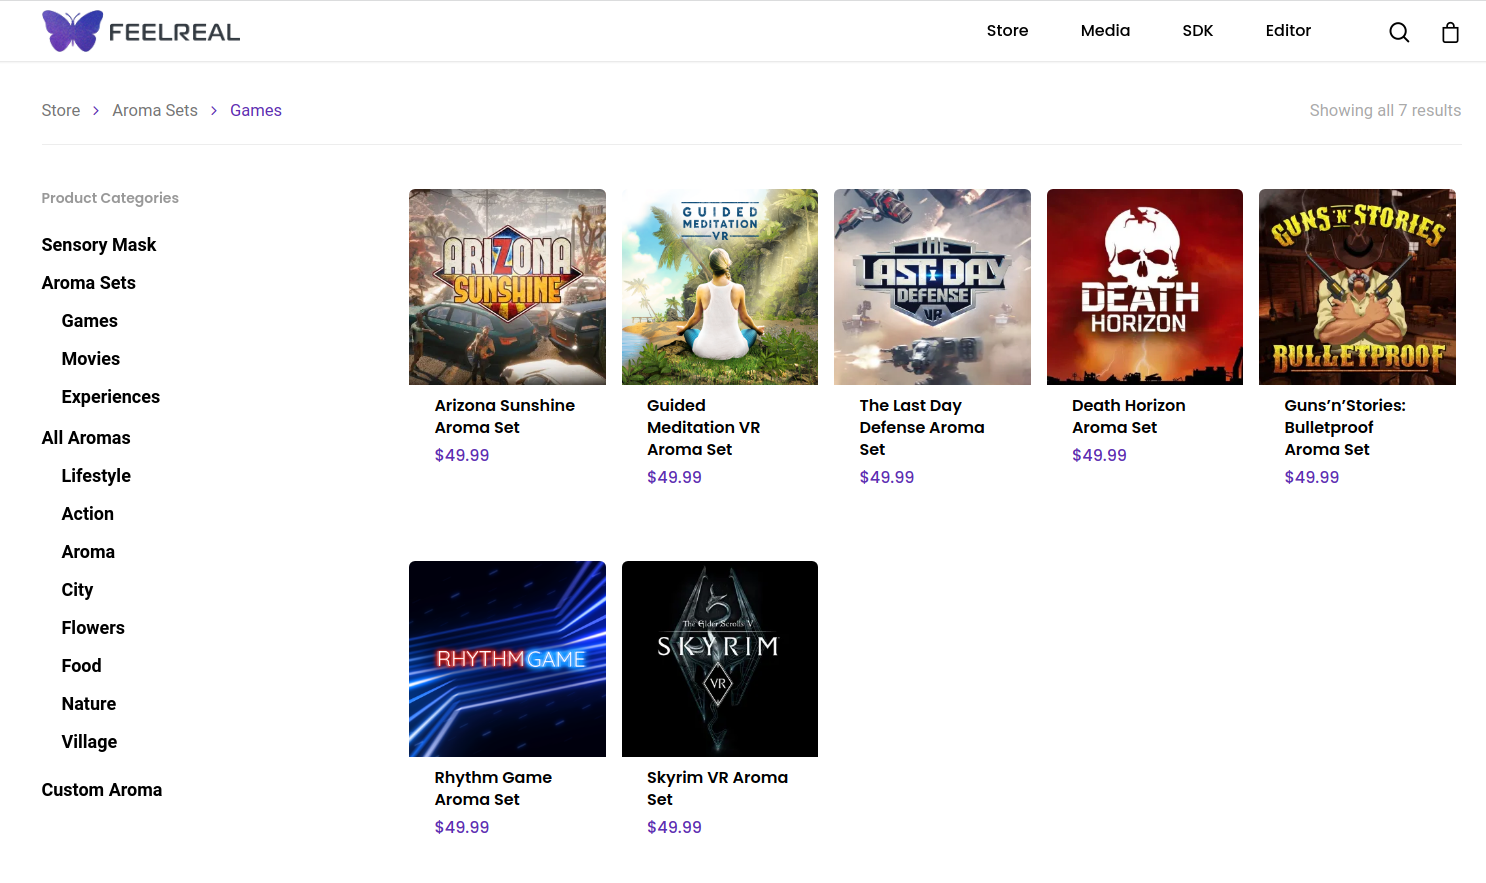 FEELREAL
Store
Media
SDK
Editor
Store > Aroma Sets > Games
Showing all 7 results
Product Categories
Sensory Mask
Aroma Sets
Games
Movies
Experiences
All Aromas
Lifestyle
Action
Aroma
City
Flowers
Food
Nature
Village
Custom Aroma
ARIZONA
SUNSHINE
Arizona Sunshine
Aroma Set
$49.99
GUIDED
MEDITATION
VR
Guided
Meditation VR
Aroma Set
$49.99
THE
LAST DAY
DEFENSE
VR
The Last Day
Defense Aroma
Set
$49.99
DEATH
HORIZON
Death Horizon
Aroma Set
$49.99
GUNS'N'STORIES
BULLETPROOF
Guns’n’Stories:
Bulletproof
Aroma Set
$49.99
RHYTHM GAME
Rhythm Game
Aroma Set
$49.99
The Elder Scrolls V
SKYRIM
VR
Skyrim VR Aroma
Set
$49.99